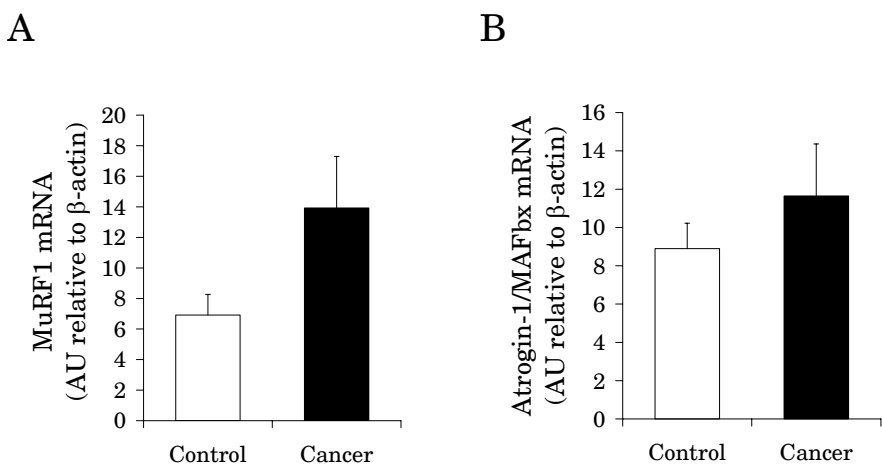 A
MuRF1 mRNA
(AU relative to β-actin)
20
18
16
14
12
10
8
6
4
2
0
Control
Cancer
B
Atrogin-1/MAFbx mRNA
(AU relative to β-actin)
16
14
12
10
8
6
4
2
0
Control
Cancer